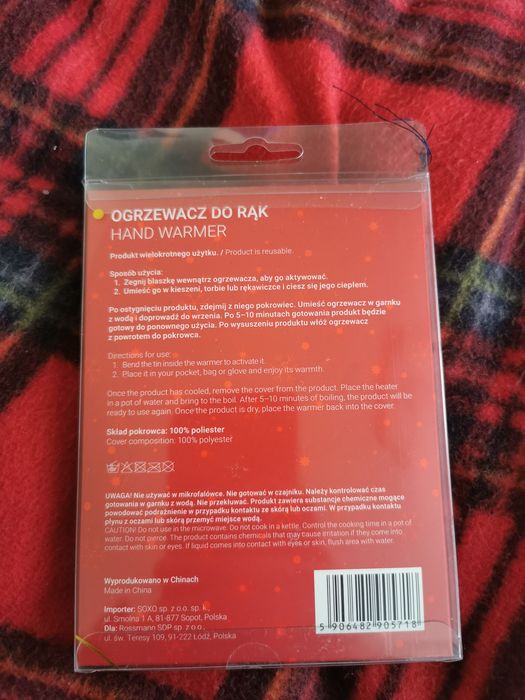 OGRZEWACZ DO RĄK
HAND WARMER
Produkt wielokrotnego użytku. / Product is reusable.
Sposób użycia:
1. Zegnij blaszkę wewnątrz ogrzewacza, aby go aktywować.
2. Umieść go w kieszeni, torbie lub rękawiczce i ciesz się jego ciepłem.
Po ostygnięciu produktu, zdejmij z niego pokrowiec. Umieść ogrzewacz w garnku
z wodą i doprowadź do wrzenia. Po 5–10 minutach gotowania produkt będzie
gotowy do ponownego użycia. Po wysuszeniu produktu włóż ogrzewacz
z powrotem do pokrowca.
Directions for use:
1. Bend the tin inside the warmer to activate it.
2. Place it in your pocket, bag or glove and enjoy its warmth.
Once the product has cooled, remove the cover from the product. Place the heater
in a pot of water and bring to the boil. After 5–10 minutes of boiling, the product will be
ready to use again. Once the product is dry, place the warmer back into the cover.
Skład pokrowca: 100% poliester
Cover composition: 100% polyester
UWAGA! Nie używać w mikrofalówce. Nie gotować w czajniku. Należy kontrolować czas
gotowania w garnku z wodą. Nie przekłuwać. Produkt zawiera substancje chemiczne mogące
powodować podrażnienie w przypadku kontaktu ze skórą lub oczami. W przypadku kontaktu
płynu z oczami lub skórą przemyć miejsce wodą.
CAUTION! Do not use in the microwave. Do not cook in a kettle. Control the cooking time in a pot of
water. Do not pierce. The product contains chemicals that may cause irritation if they come into
contact with skin or eyes. If liquid comes into contact with eyes or skin, flush area with water.
Wyprodukowano w Chinach
Made in China
Importer: SOXO sp. z o.o. sp. k.,
ul. Smolna 1 A, 81-877 Sopot, Polska
Dla: Rossmann SDP sp. z o.o.,
ul. św. Teresy 109, 91-222 Łódź, Polska
5 906482 905718